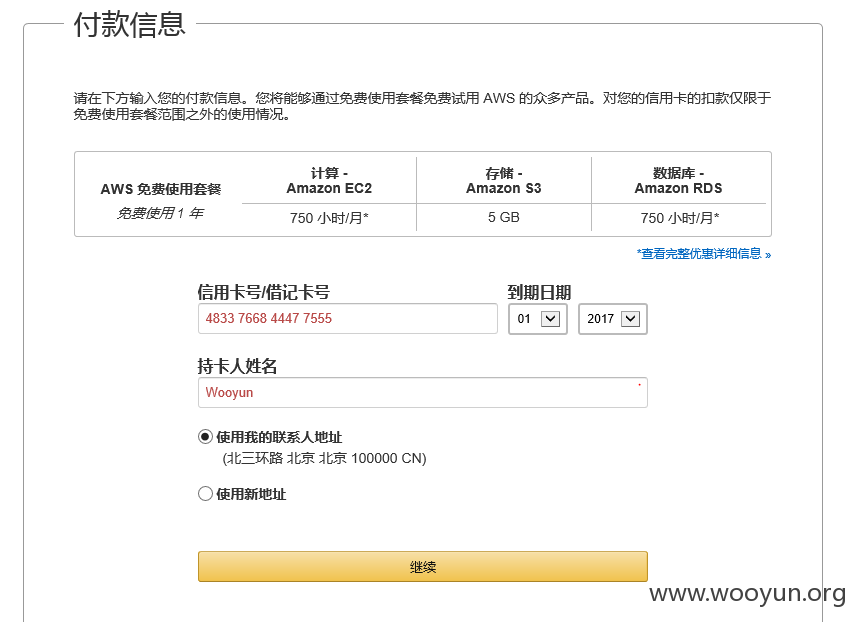 付款信息
请在下方输入您的付款信息。您将能够通过免费使用套餐免费试用 AWS 的众多产品。对您的信用卡的扣款仅限于
免费使用套餐范围之外的使用情况。
AWS 免费使用套餐
免费使用 1 年
计算 -
Amazon EC2
750 小时/月*
存储 -
Amazon S3
5 GB
数据库 -
Amazon RDS
750 小时/月*
*查看完整优惠详细信息 »
信用卡号/借记卡号
到期日期
4833 7668 4447 7555
01
2017
持卡人姓名
Wooyun
使用我的联系人地址
(北三环路 北京 北京 100000 CN)
使用新地址
继续
www.wooyun.org